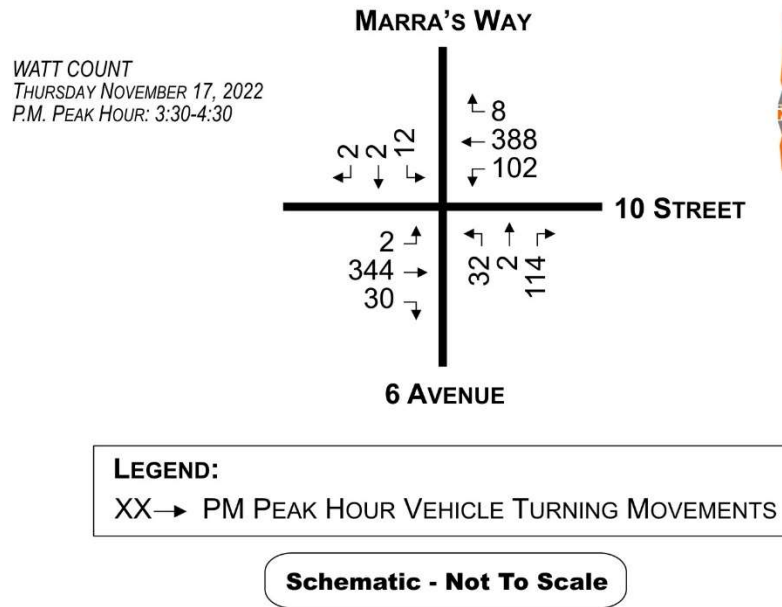 MARRA'S WAY
WATT COUNT
THURSDAY NOVEMBER 17, 2022
P.M. PEAK HOUR: 3:30-4:30
2 2 12
8
388
102
10 STREET
2
344
30
32 2 114
6 AVENUE
LEGEND:
XX→ PM PEAK HOUR VEHICLE TURNING MOVEMENTS
Schematic - Not To Scale